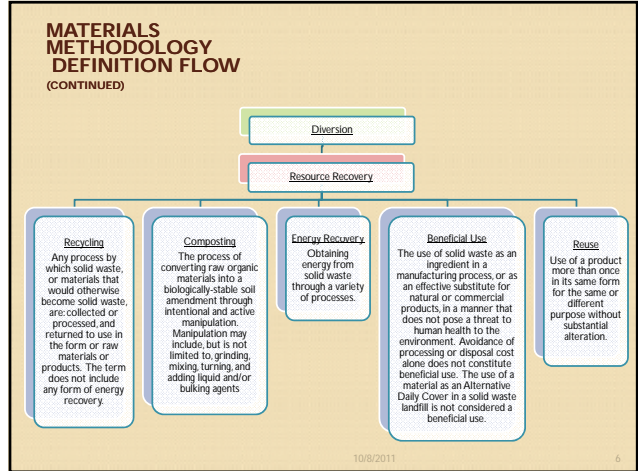 MATERIALS
METHODOLOGY
DEFINITION FLOW
(CONTINUED)
Diversion
Resource Recovery
Recycling
Any process by
which solid waste,
or materials that
would otherwise
become solid waste,
are: collected or
processed, and
returned to use in
the form or raw
materials or
products. The term
does not include
any form of energy
recovery.
Composting
The process of
converting raw organic
materials into a
biologically-stable soil
amendment through
intentional and active
manipulation.
Manipulation may
include, but is not
limited to, grinding,
mixing, turning, and
adding liquid and/or
bulking agents
Energy Recovery
Obtaining
energy from
solid waste
through a variety
of processes.
Beneficial Use
The use of solid waste as an
ingredient in a
manufacturing process, or as
an effective substitute for
natural or commercial
products, in a manner that
does not pose a threat to
human health to the
environment. Avoidance of
processing or disposal cost
alone does not constitute
beneficial use. The use of a
material as an Alternative
Daily Cover in a solid waste
landfill is not considered a
beneficial use.
Reuse
Use of a product
more than once
in its same form
for the same or
different
purpose without
substantial
alteration.
10/8/2011
6